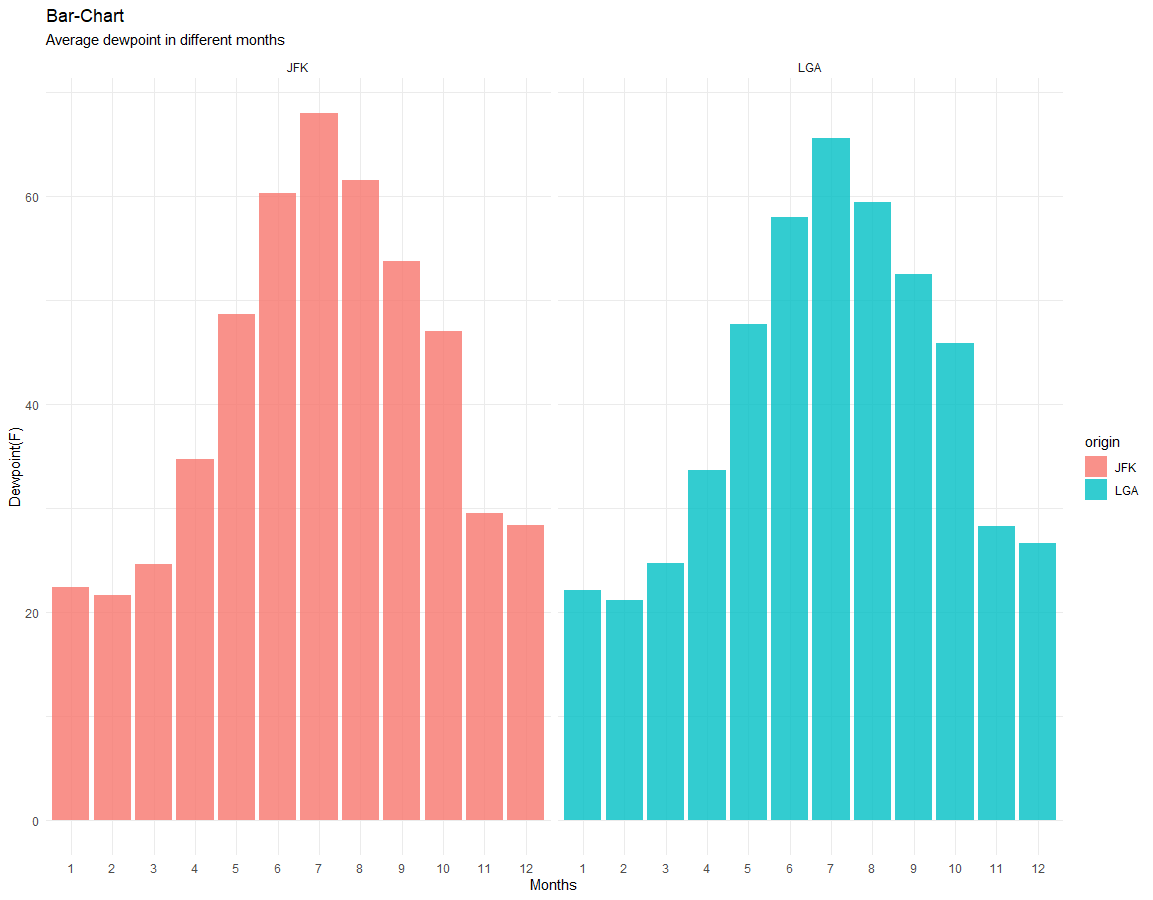 Bar-Chart
Average dewpoint in different months
JFK
LGA
60
40
20
0
Dewpoint(F)
1 2 3 4 5 6 7 8 9 10 11 12
1 2 3 4 5 6 7 8 9 10 11 12
Months
origin
JFK
LGA